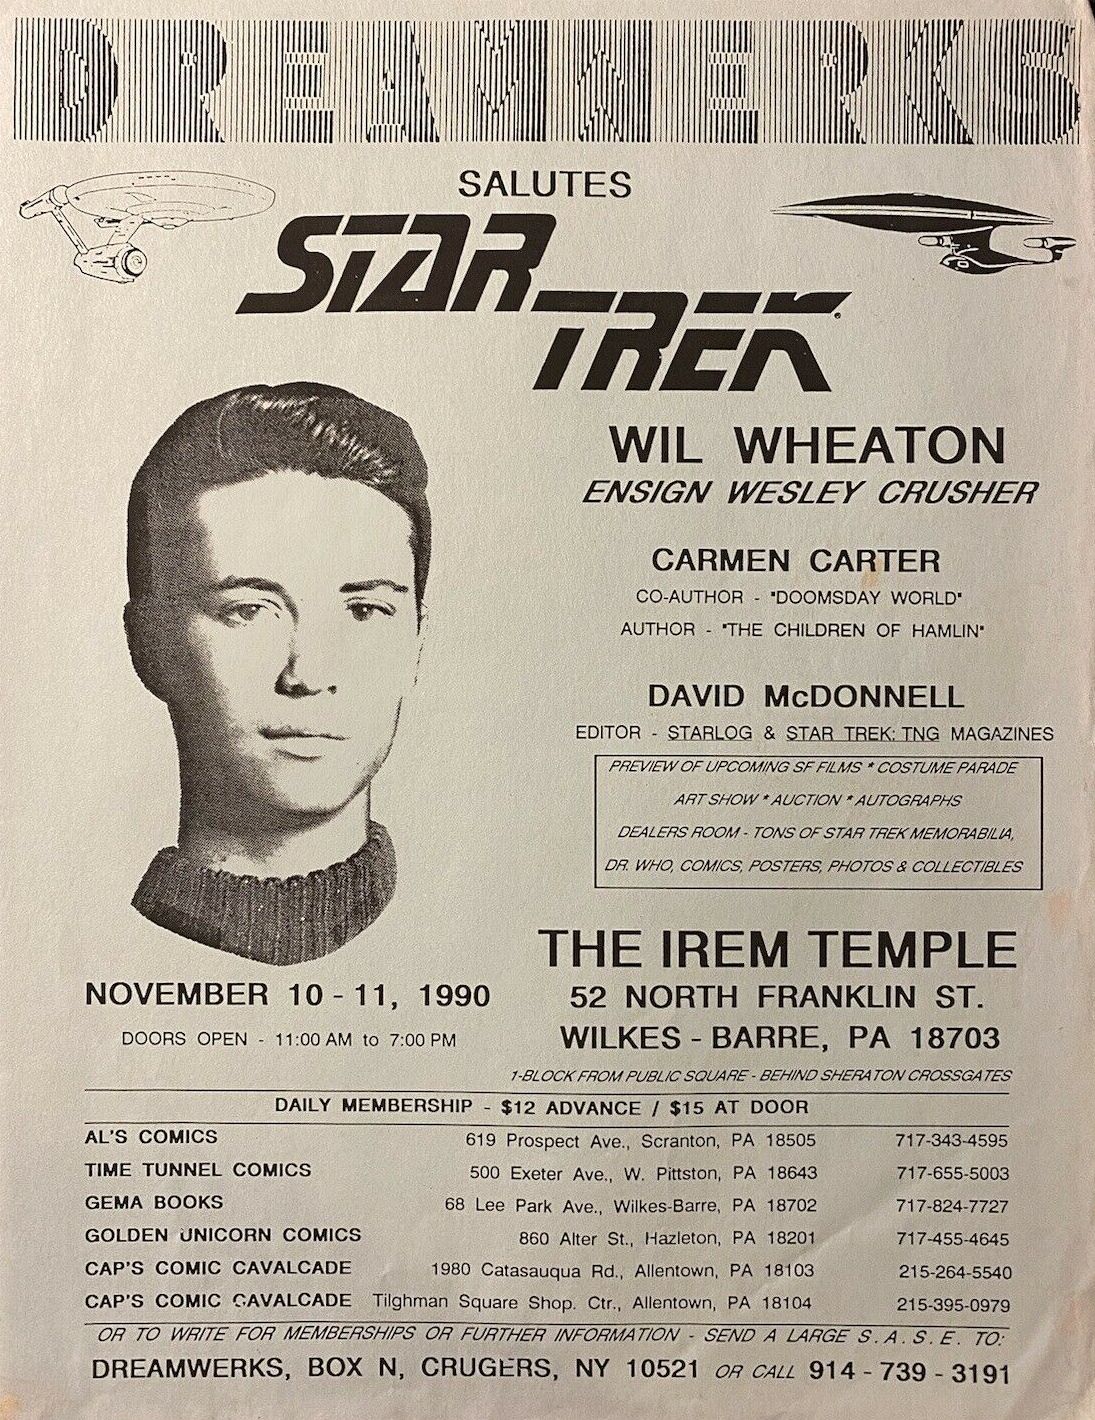 DREAMWERKS
SALUTES
STAR
TREK
WIL WHEATON
ENSIGN WESLEY CRUSHER
CARMEN CARTER
CO-AUTHOR - "DOOMSDAY WORLD"
AUTHOR - "THE CHILDREN OF HAMLIN"
DAVID McDONNELL
EDITOR - STARLOG & STAR TREK: TNG MAGAZINES
PREVIEW OF UPCOMING SF FILMS * COSTUME PARADE
ART SHOW * AUCTION * AUTOGRAPHS
DEALERS ROOM - TONS OF STAR TREK MEMORABILIA,
DR. WHO, COMICS, POSTERS, PHOTOS & COLLECTIBLES
NOVEMBER 10 - 11, 1990
DOORS OPEN - 11:00 AM to 7:00 PM
THE IREM TEMPLE
52 NORTH FRANKLIN ST.
WILKES - BARRE, PA 18703
1-BLOCK FROM PUBLIC SQUARE - BEHIND SHERATON CROSSGATES
DAILY MEMBERSHIP - $12 ADVANCE / $15 AT DOOR
AL'S COMICS 619 Prospect Ave., Scranton, PA 18505 717-343-4595
TIME TUNNEL COMICS 500 Exeter Ave., W. Pittston, PA 18643 717-655-5003
GEMA BOOKS 68 Lee Park Ave., Wilkes-Barre, PA 18702 717-824-7727
GOLDEN UNICORN COMICS 860 Alter St., Hazleton, PA 18201 717-455-4645
CAP'S COMIC CAVALCADE 1980 Catasauqua Rd., Allentown, PA 18103 215-264-5540
CAP'S COMIC CAVALCADE Tilghman Square Shop. Ctr., Allentown, PA 18104 215-395-0979
OR TO WRITE FOR MEMBERSHIPS OR FURTHER INFORMATION - SEND A LARGE S.A.S.E. TO:
DREAMWERKS, BOX N, CRUGERS, NY 10521 OR CALL 914 - 739 - 3191